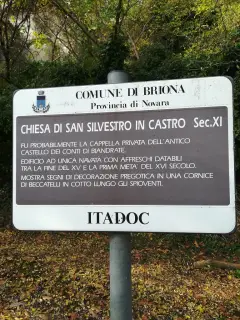 COMUNE DI BRIONA
Provincia di Novara
CHIESA DI SAN SILVESTRO IN CASTRO Sec.XI
FU PROBABILMENTE LA CAPPELLA PRIVATA DELL'ANTICO
CASTELLO DEI CONTI DI BIANDRATE.
EDIFICIO AD UNICA NAVATA CON AFFRESCHI DATABILI
TRA LA FINE DEL XV E LA PRIMA METÀ DEL XVI SECOLO.
MOSTRA SEGNI DI DECORAZIONE PREGOTICA IN UNA CORNICE
DI BECCATELLI IN COTTO LUNGO GLI SPIOVENTI.
ITADOC